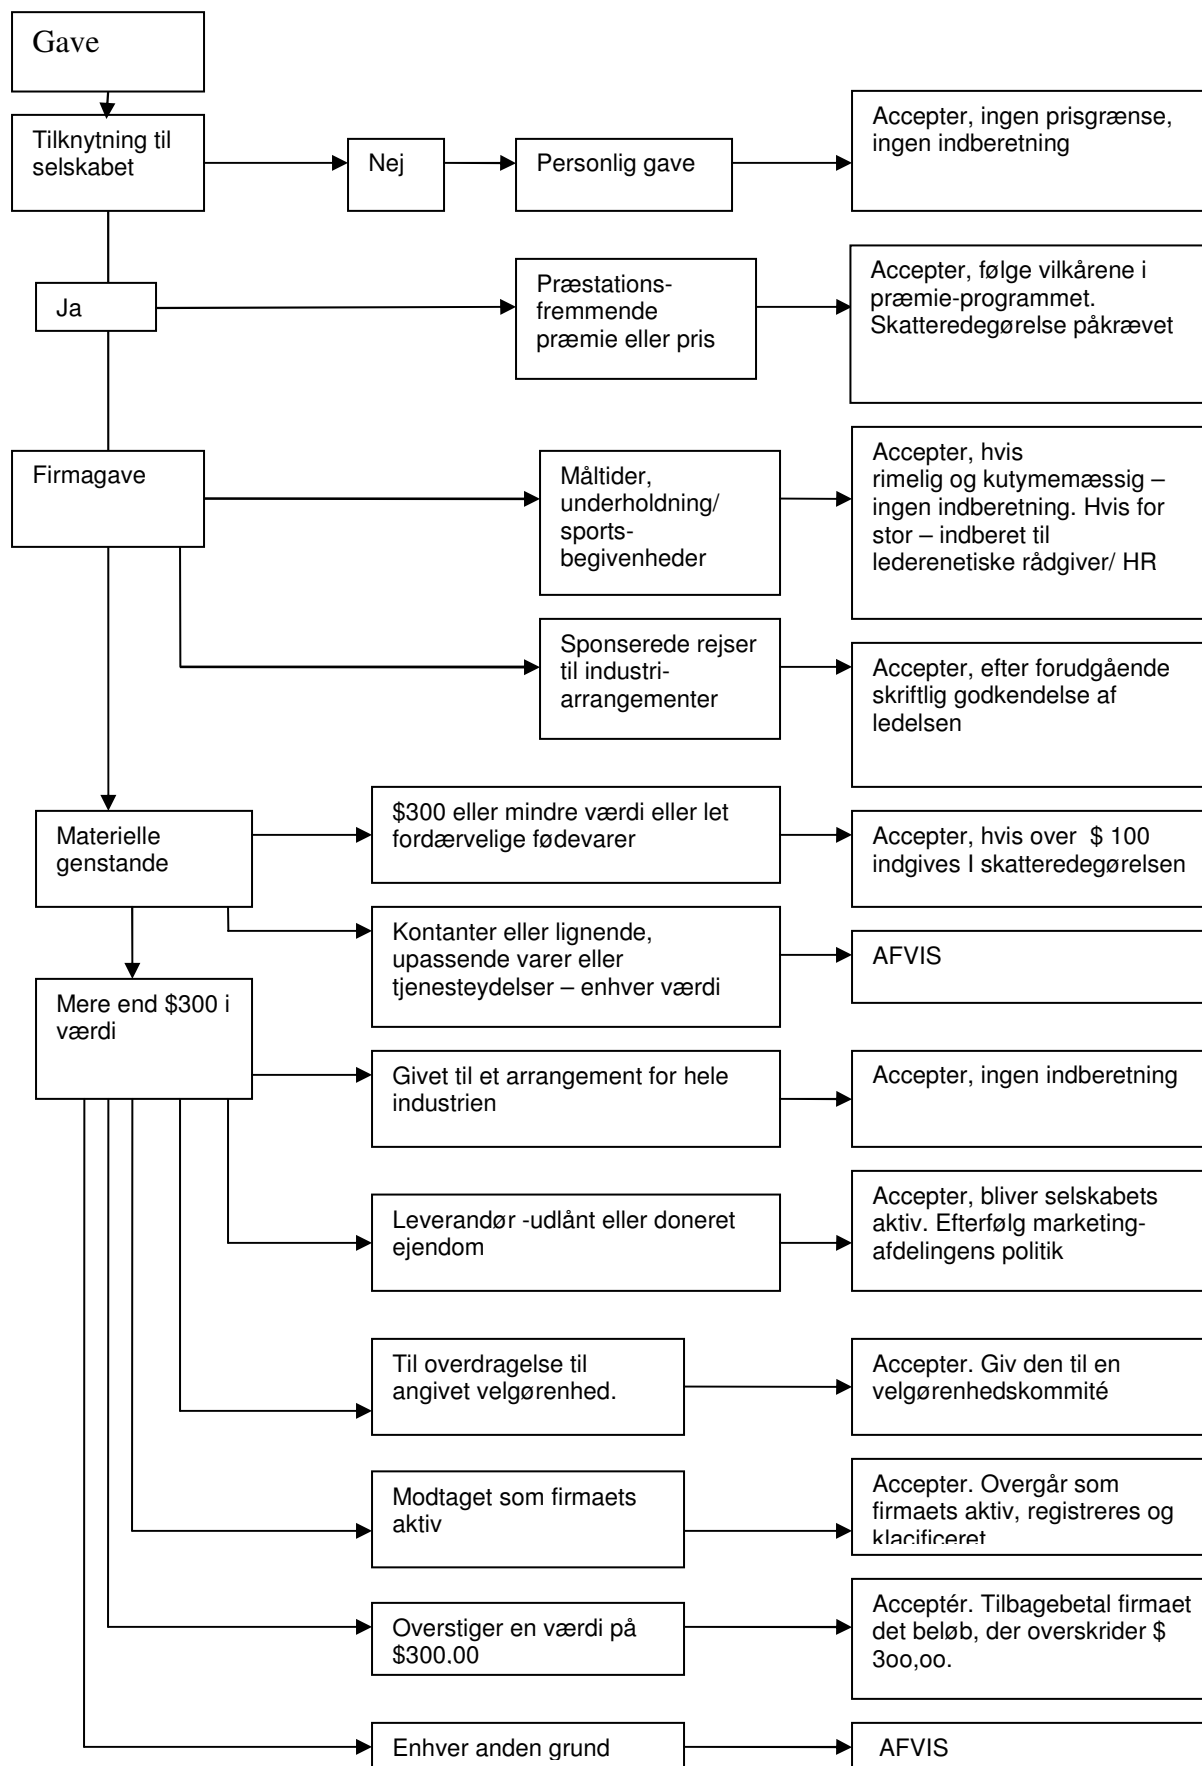 Gave
Tilknytning til
selskabet
Nej
Personlig gave
Accepter, ingen prisgrænse,
ingen indberetning
Ja
Præstations-
fremmende
præmie eller pris
Accepter, følge vilkårene i
præmie-programmet.
Skatteredegørelse påkrævet
Firmagave
Måltider,
underholdning/
sports-
begivenheder
Accepter, hvis
rimelig og kutymemæssig –
ingen indberetning. Hvis for
stor – indberet til
lederenetiske rådgiver/ HR
Sponserede rejser
til industri-
arrangementer
Accepter, efter forudgående
skriftlig godkendelse af
ledelsen
Materielle
genstande
$300 eller mindre værdi eller let
fordærvelige fødevarer
Accepter, hvis over  $ 100
indgives I skatteredegørelsen
Kontanter eller lignende,
upassende varer eller
tjenesteydelser – enhver værdi
AFVIS
Mere end $300 i
værdi
Givet til et arrangement for hele
industrien
Accepter, ingen indberetning
Leverandør -udlånt eller doneret
ejendom
Accepter, bliver selskabets
aktiv. Efterfølg marketing-
afdelingens politik
Til overdragelse til
angivet velgørenhed.
Accepter. Giv den til en
velgørenhedskommité
Modtaget som firmaets
aktiv
Accepter. Overgår som
firmaets aktiv, registreres og
klacificeret
Overstiger en værdi på
$300,00
Acceptér. Tilbagebetal firmaet
det beløb, der overskrider $
3oo,oo.
Enhver anden grund
AFVIS